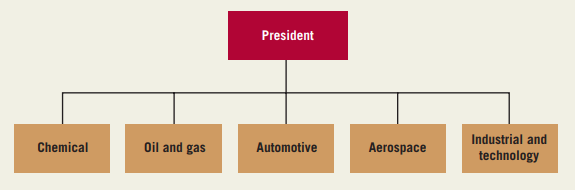 President
Chemical
Oil and gas
Automotive
Aerospace
Industrial and
technology